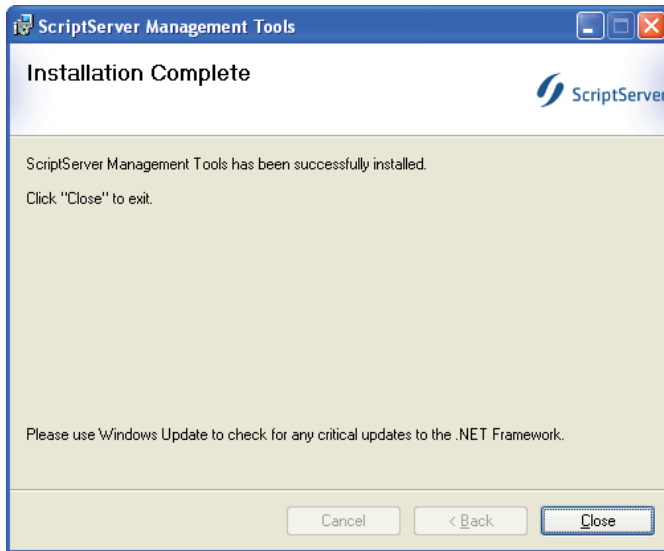 ScriptServer Management Tools
Installation Complete
ScriptServer
ScriptServer Management Tools has been successfully installed.
Click "Close" to exit.
Please use Windows Update to check for any critical updates to the .NET Framework.
Cancel
< Back
Close